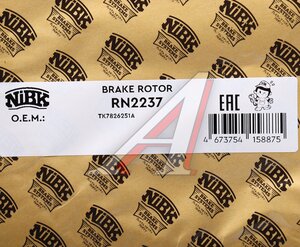 NiBK
O.E.M.:
BRAKE ROTOR
RN2237
TK7826251A
EAC
4 673754 158875